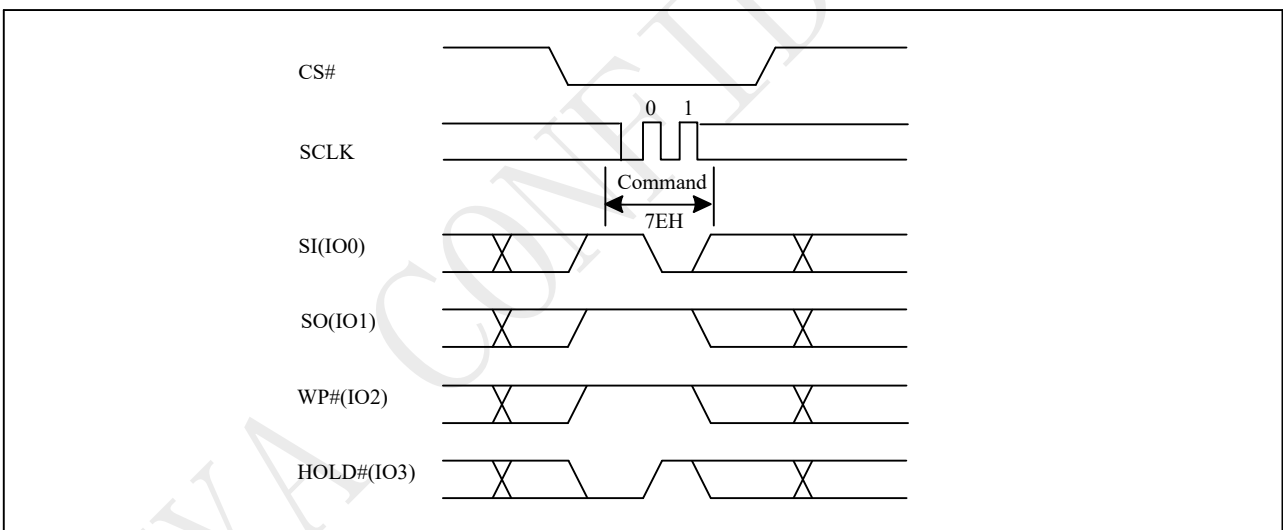 CS#
0 1
SCLK
Command
7EH
SI(IO0)
SO(IO1)
WP#(IO2)
HOLD#(IO3)